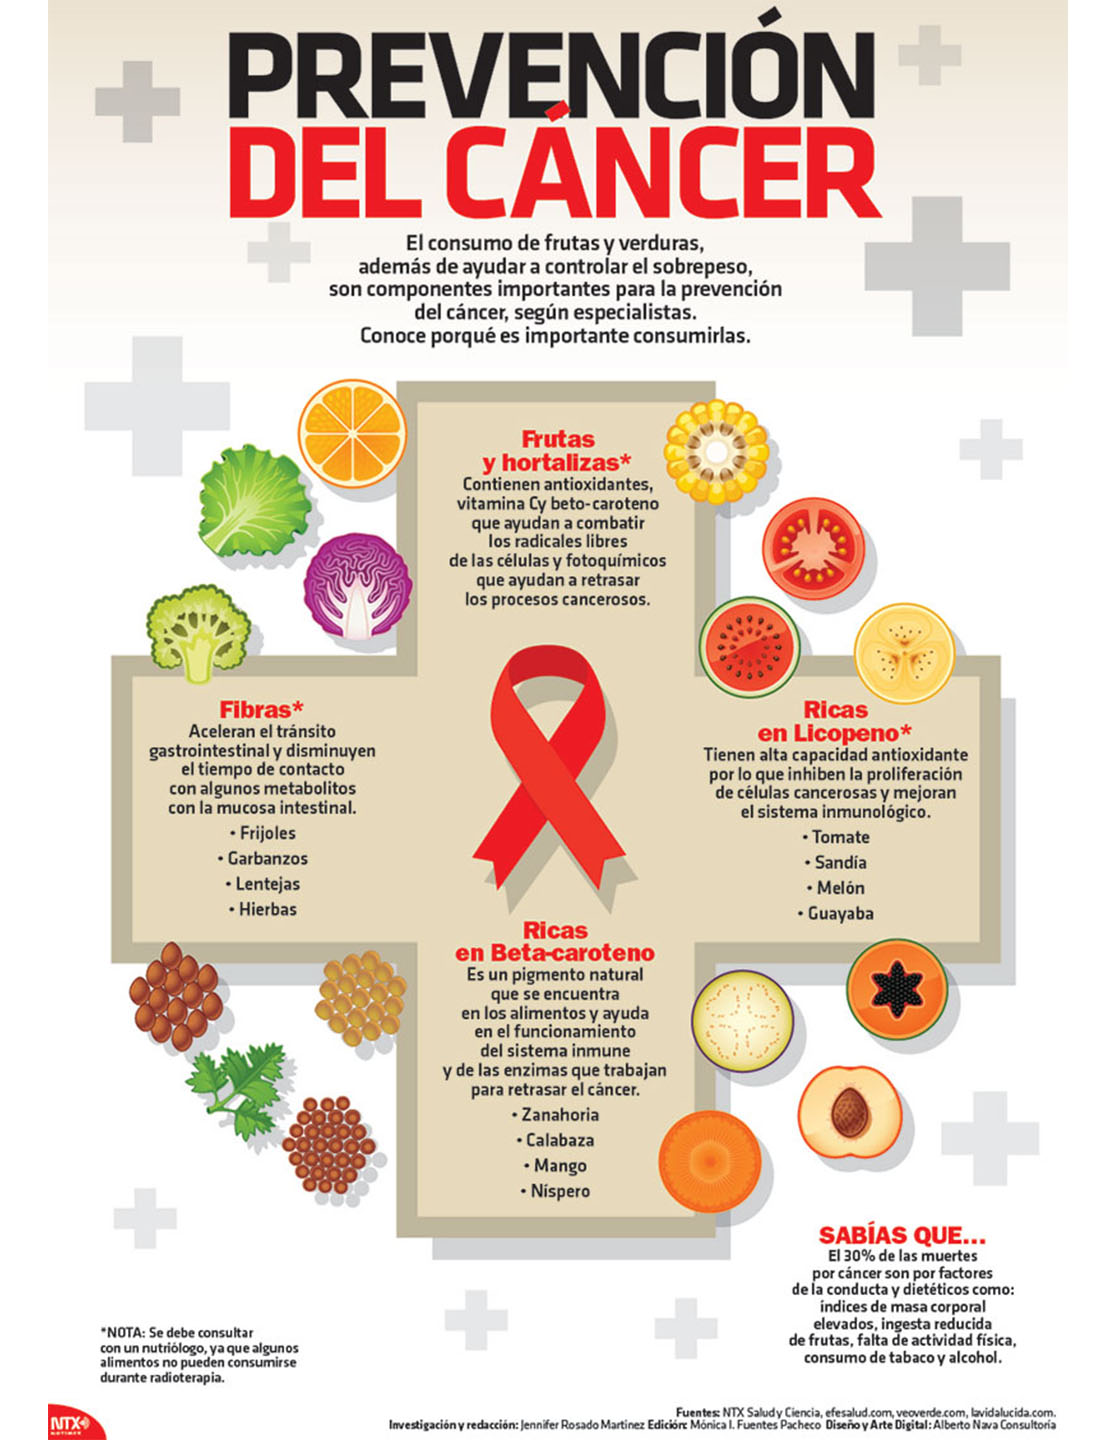 PREVENCIÓN
DEL CÁNCER
El consumo de frutas y verduras,
además de ayudar a controlar el sobrepeso,
son componentes importantes para la prevención
del cáncer, según especialistas.
Conoce porqué es importante consumirlas.
Frutas
y hortalizas*
Contienen antioxidantes,
vitamina C y beto-caroteno
que ayudan a combatir
los radicales libres
de las células y fotoquímicos
que ayudan a retrasar
los procesos cancerosos.
Fibras*
Aceleran el tránsito
gastrointestinal y disminuyen
el tiempo de contacto
con algunos metabolitos
con la mucosa intestinal.
• Frijoles
• Garbanzos
• Lentejas
• Hierbas
Ricas
en Licopeno*
Tienen alta capacidad antioxidante
por lo que inhiben la proliferación
de células cancerosas y mejoran
el sistema inmunológico.
• Tomate
• Sandía
• Melón
• Guayaba
Ricas
en Beta-caroteno
Es un pigmento natural
que se encuentra
en los alimentos y ayuda
en el funcionamiento
del sistema inmune
y de las enzimas que trabajan
para retrasar el cáncer.
• Zanahoria
• Calabaza
• Mango
• Níspero
SABÍAS QUE...
El 30% de las muertes
por cáncer son por factores
de la conducta y dietéticos como:
índices de masa corporal
elevados, ingesta reducida
de frutas, falta de actividad física,
consumo de tabaco y alcohol.
*NOTA: Se debe consultar
con un nutriólogo, ya que algunos
alimentos no pueden consumirse
durante radioterapia.
Fuentes: NTX Salud y Ciencia, efesalud.com, veoverde.com, lavidalucida.com.
Investigación y redacción: Jennifer Rosado Martínez Edición: Mónica I. Fuentes Pacheco Diseño y Arte Digital: Alberto Nava Consultoría
NTX
NOTIMEX